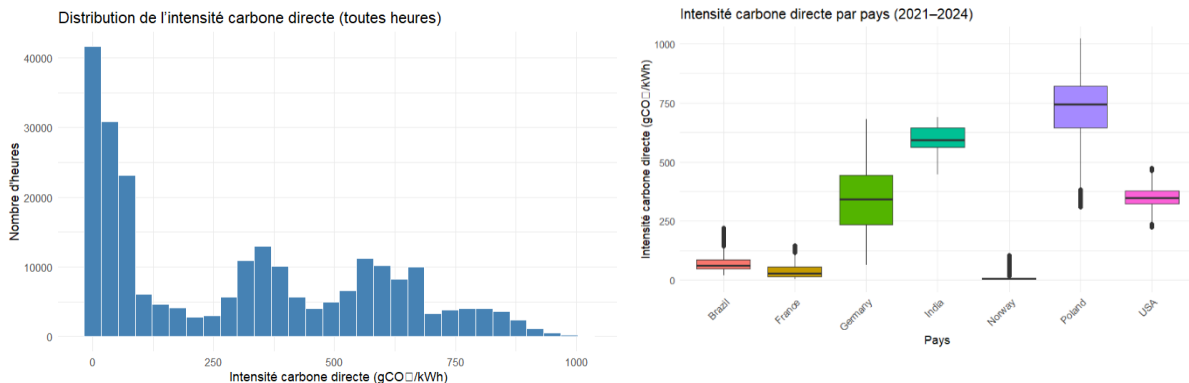 Distribution de l'intensité carbone directe (toutes heures)
Nombre d'heures
40000
30000
20000
10000
0
0
250
500
750
1000
Intensité carbone directe (gCO□/kWh)
Intensité carbone directe par pays (2021–2024)
Intensité carbone directe (gCO□/kWh)
1000
750
500
250
0
Brazil
France
Germany
India
Norway
Poland
USA
Pays